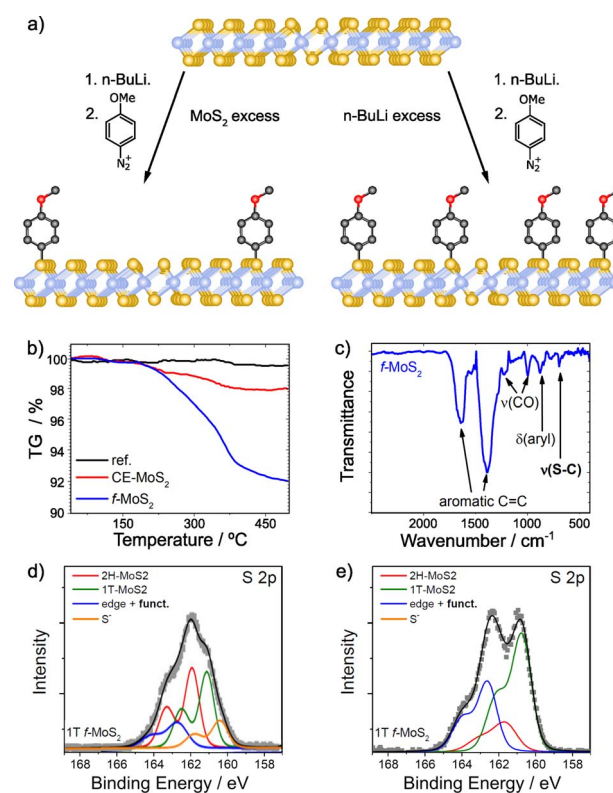 a)
1. n-BuLi.
2.
OMe
N2+
MoS2 excess
n-BuLi excess
1. n-BuLi.
2.
OMe
N2+
b)
100
98
96
94
92
90
TG / %
ref.
CE-MoS2
f-MoS2
150 300 450
Temperature / ºC
c)
f-MoS2
ν(CO)
δ(aryl)
ν(S-C)
aromatic C=C
Transmittance
2000 1500 1000 500
Wavenumber / cm-1
d)
2H-MoS2
1T-MoS2
edge + funct.
S-
S 2p
Intensity
1T f-MoS2
168 166 164 162 160 158
Binding Energy / eV
e)
2H-MoS2
1T-MoS2
edge + funct.
S-
S 2p
Intensity
1T f-MoS2
168 166 164 162 160 158
Binding Energy / eV